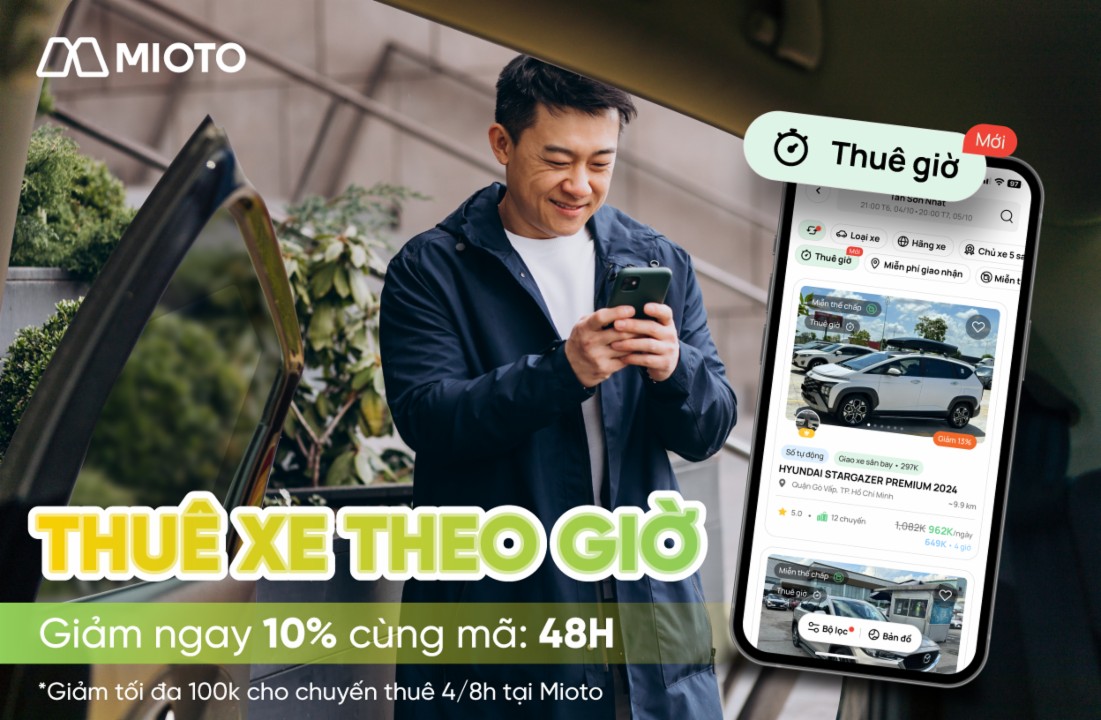 MIOTO
Mới
Thuê giờ
97
Tân Sơn Nhất
21:00 T6, 04/10 • 20:00 T7, 05/10
Loại xe
Hãng xe
Chủ xe 5 sa
Thuê giờ
Mới
Miễn phí giao nhận
Miễn t
Miễn thế chấp
Thuê giờ
Giảm 13%
Số tự động
Giao xe sân bay • 297K
HYUNDAI STARGAZER PREMIUM 2024
Quận Gò Vấp, TP. Hồ Chí Minh
~9.9 km
5.0 • 12 chuyến
1,082K 962K/ngày
649K • 4 giờ
Miễn thế chấp
Thuê giờ
Bộ lọc
Bản đồ
THUÊ XE THEO GIỜ
Giảm ngay 10% cùng mã: 48H
*Giảm tối đa 100k cho chuyến thuê 4/8h tại Mioto